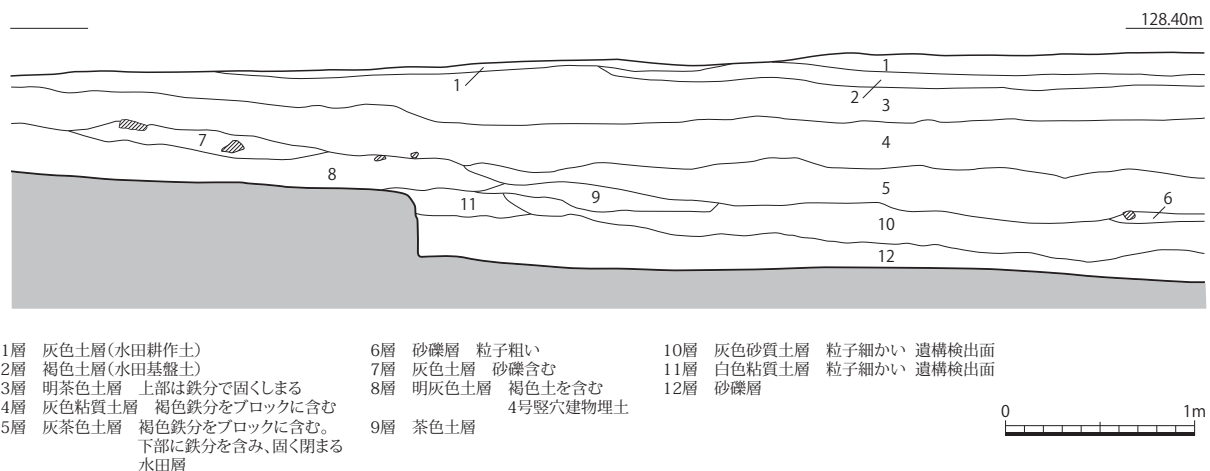 128.40m
1
1
2
3
4
7
8
5
6
9
11
10
12
1層 灰色土層(水田耕作土)
2層 褐色土層(水田基盤土)
3層 明茶色土層 上部は鉄分で固くしまる
4層 灰色粘質土層 褐色鉄分をブロックに含む
5層 灰茶色土層 褐色鉄分をブロックに含む。
下部に鉄分を含み、固く閉まる
水田層
6層 砂礫層 粒子粗い
7層 灰色土層 砂礫含む
8層 明灰色土層 褐色土を含む
4号竪穴建物埋土
9層 茶色土層
10層 灰色砂質土層 粒子細かい 遺構検出面
11層 白色粘質土層 粒子細かい 遺構検出面
12層 砂礫層
0 1m